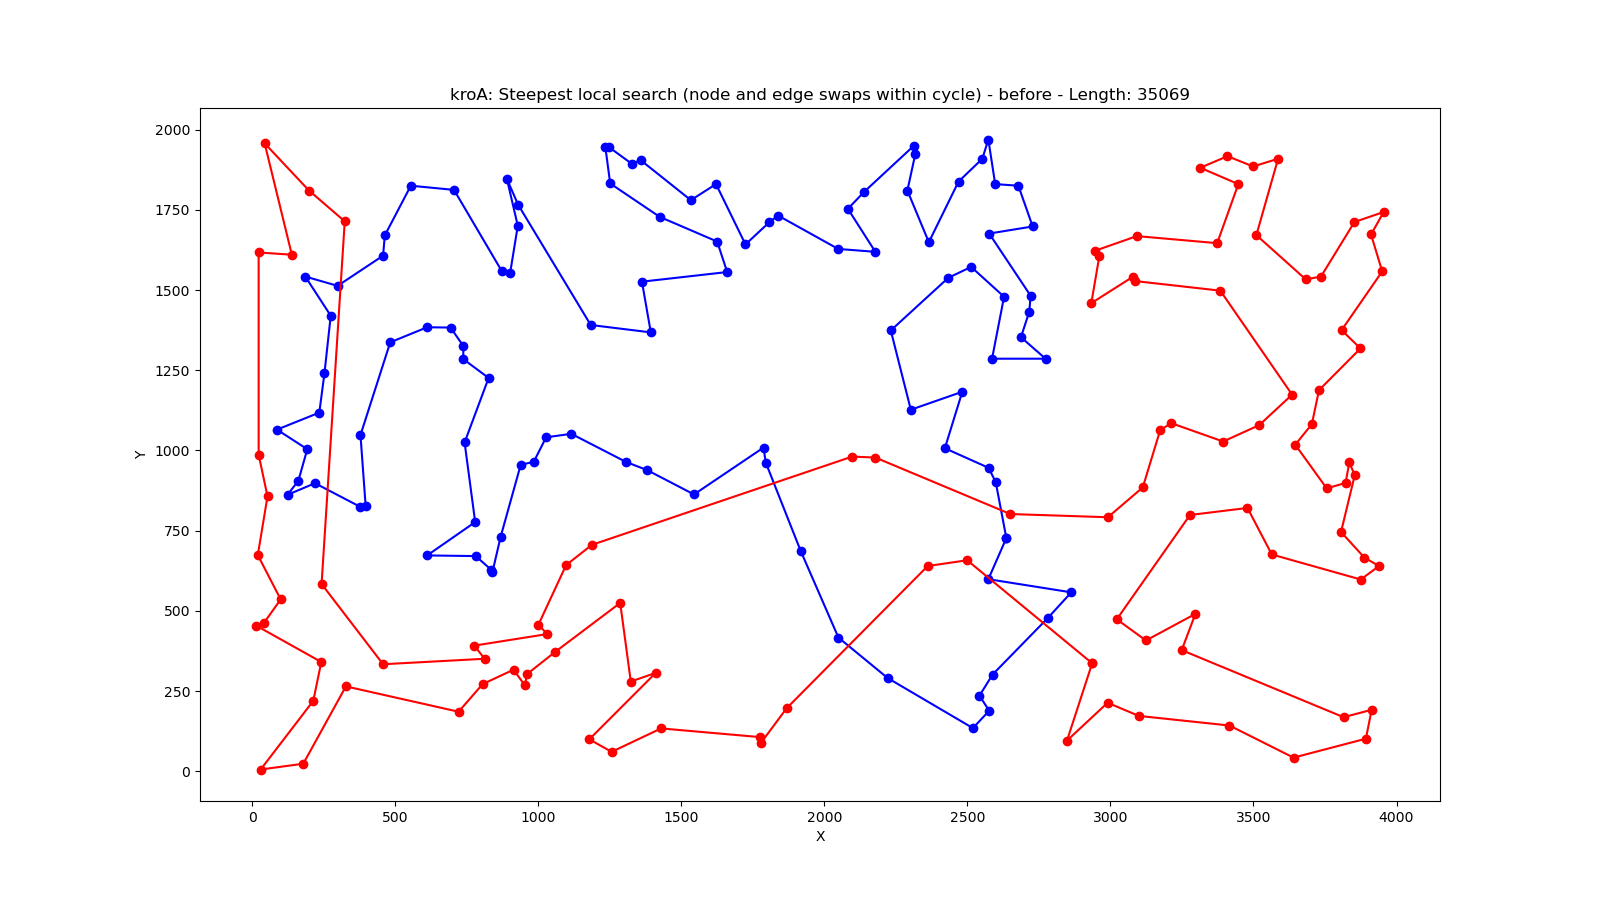 kroA: Steepest local search (node and edge swaps within cycle) - before - Length: 35069
2000
1750
1500
1250
1000
750
500
250
0
Y
0 500 1000 1500 2000 2500 3000 3500 4000
X